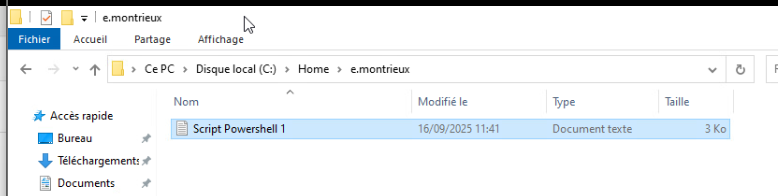 e.montrieux
Fichier Accueil Partage Affichage
Ce PC > Disque local (C:) > Home > e.montrieux
Nom Modifié le Type Taille
Accès rapide
Script Powershell 1 16/09/2025 11:41 Document texte 3 Ko
Bureau
Téléchargements
Documents